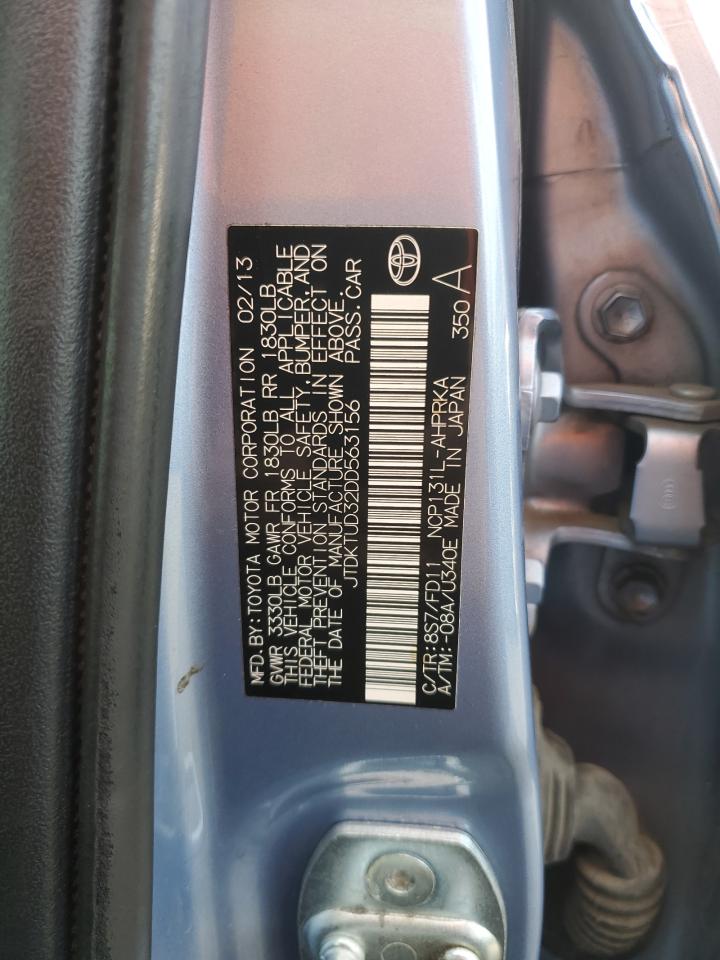 MFD.BY:TOYOTA MOTOR CORPORATION 02/13
GVWR 3330LB GAWR FR 1830LB RR 1830LB
THIS VEHICLE CONFORMS TO ALL APPLICABLE
FEDERAL MOTOR VEHICLE SAFETY,BUMPER,AND
THEFT PREVENTION STANDARDS IN EFFECT ON
THE DATE OF MANUFACTURE SHOWN ABOVE.
JTDKTUD32DD563156 PASS.CAR
C/TR:8S7/FD11 NCP131L-AHPRKA 350 A
A/TM:-08A/U340E MADE IN JAPAN